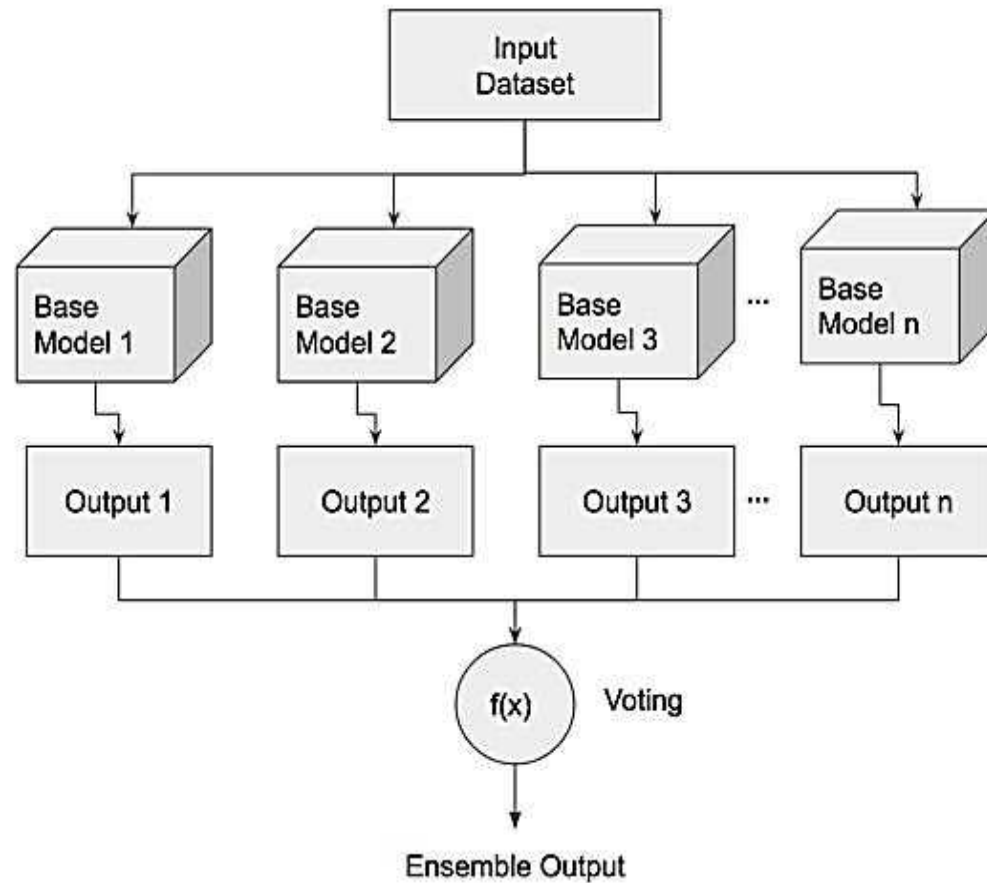 Input
Dataset
Base
Model 1
Base
Model 2
Base
Model 3
...
Base
Model n
Output 1
Output 2
Output 3
...
Output n
f(x)
Voting
Ensemble Output